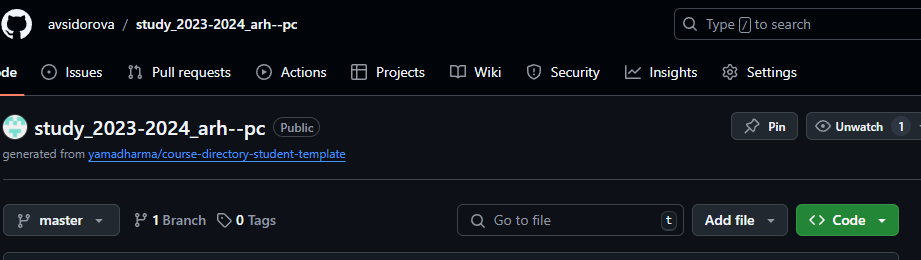 avsidorova / study_2023-2024_arh--pc
Type / to search
ode Issues Pull requests Actions Projects Wiki Security Insights Settings
study_2023-2024_arh--pc Public
Pin Unwatch 1
generated from yamadharma/course-directory-student-template
master 1 Branch 0 Tags
Go to file t Add file <> Code